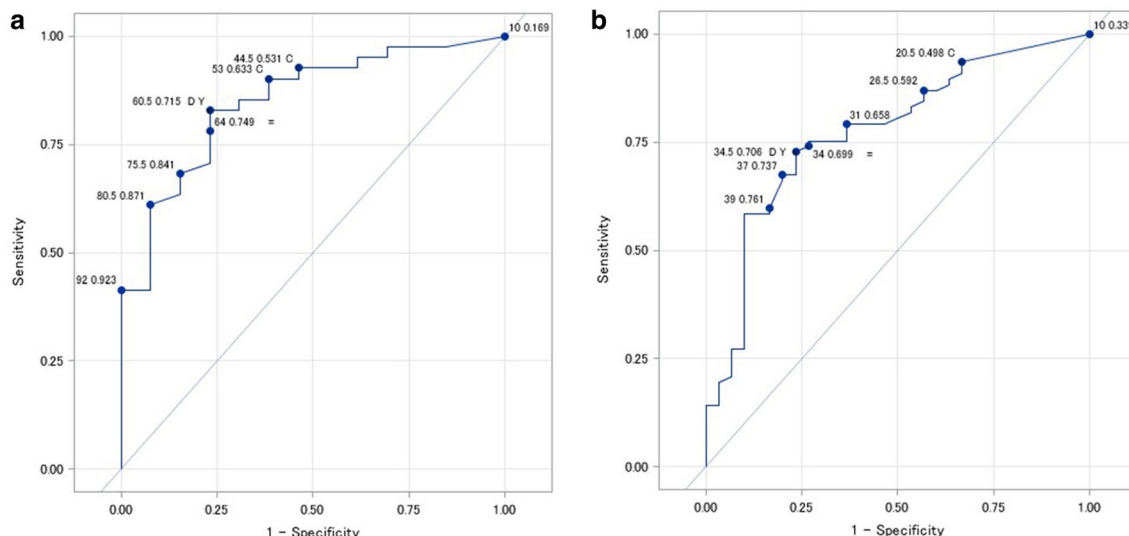 a
10 0.169
1.00
44.5 0.531 C
53 0.633 C
60.5 0.715 D Y
64 0.749 =
0.75
75.5 0.841
80.5 0.871
Sensitivity
0.50
92 0.923
0.25
0.00
0.00 0.25 0.50 0.75 1.00
1 - Specificity
b
10 0.33
1.00
20.5 0.498 C
26.5 0.592
31 0.658
0.75
34.5 0.706 D Y
34 0.699 =
37 0.737
39 0.761
Sensitivity
0.50
0.25
0.00
0.00 0.25 0.50 0.75 1.00
1 - Specificity